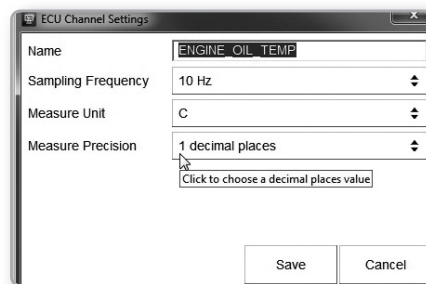 ECU Channel Settings
Name ENGINE_OIL_TEMP
Sampling Frequency 10 Hz
Measure Unit C
Measure Precision 1 decimal places
Click to choose a decimal places value
Save Cancel